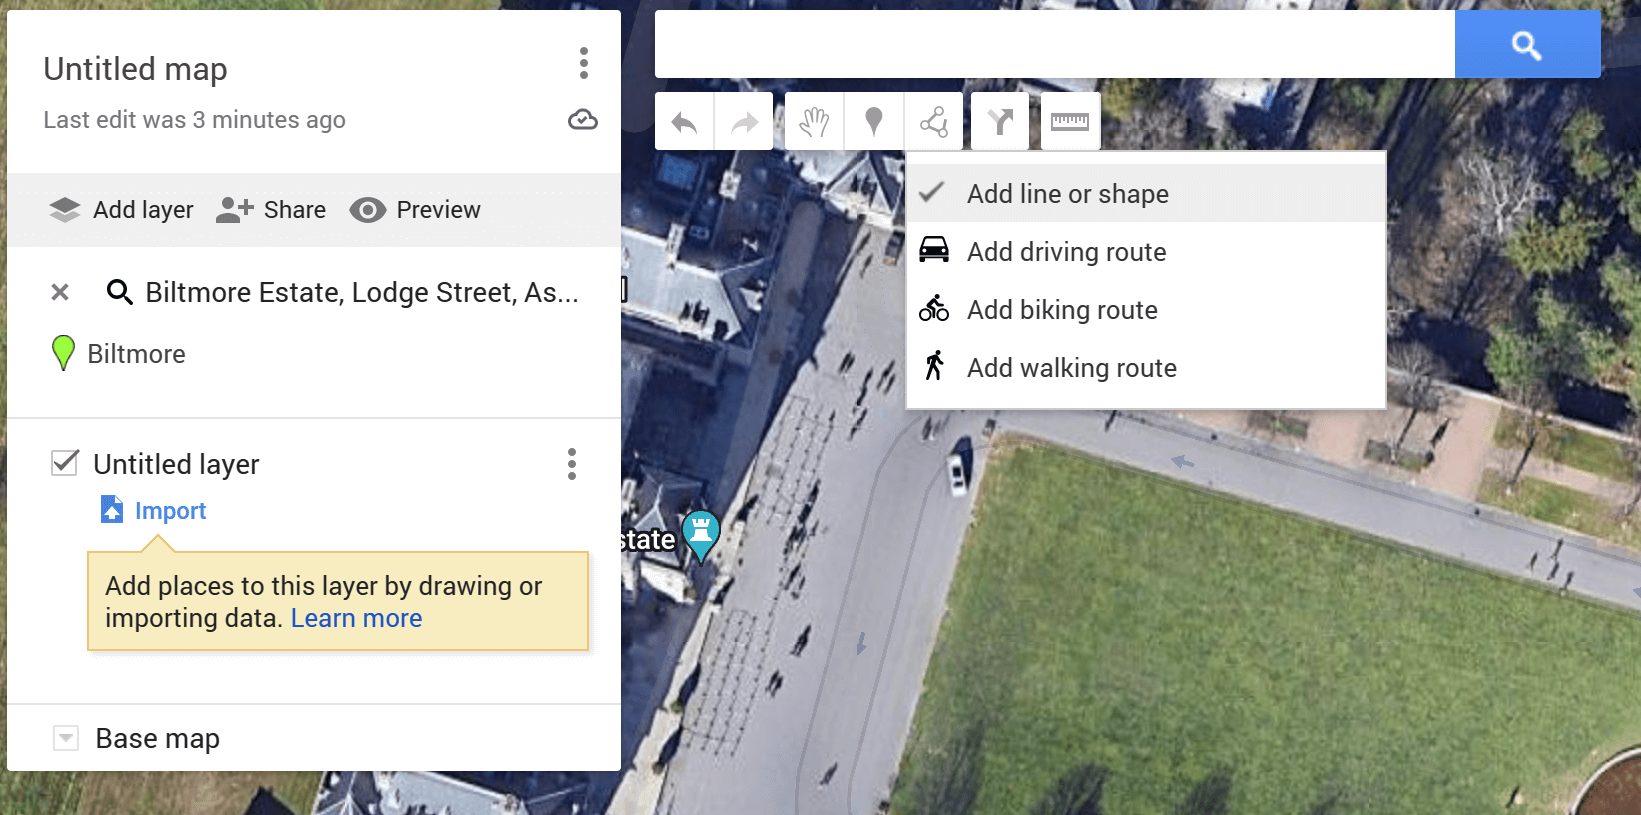 Untitled map
Last edit was 3 minutes ago
Add layer Share Preview
Biltmore Estate, Lodge Street, As...
Biltmore
Untitled layer
Import
Add places to this layer by drawing or
importing data. Learn more
Base map
Add line or shape
Add driving route
Add biking route
Add walking route
state